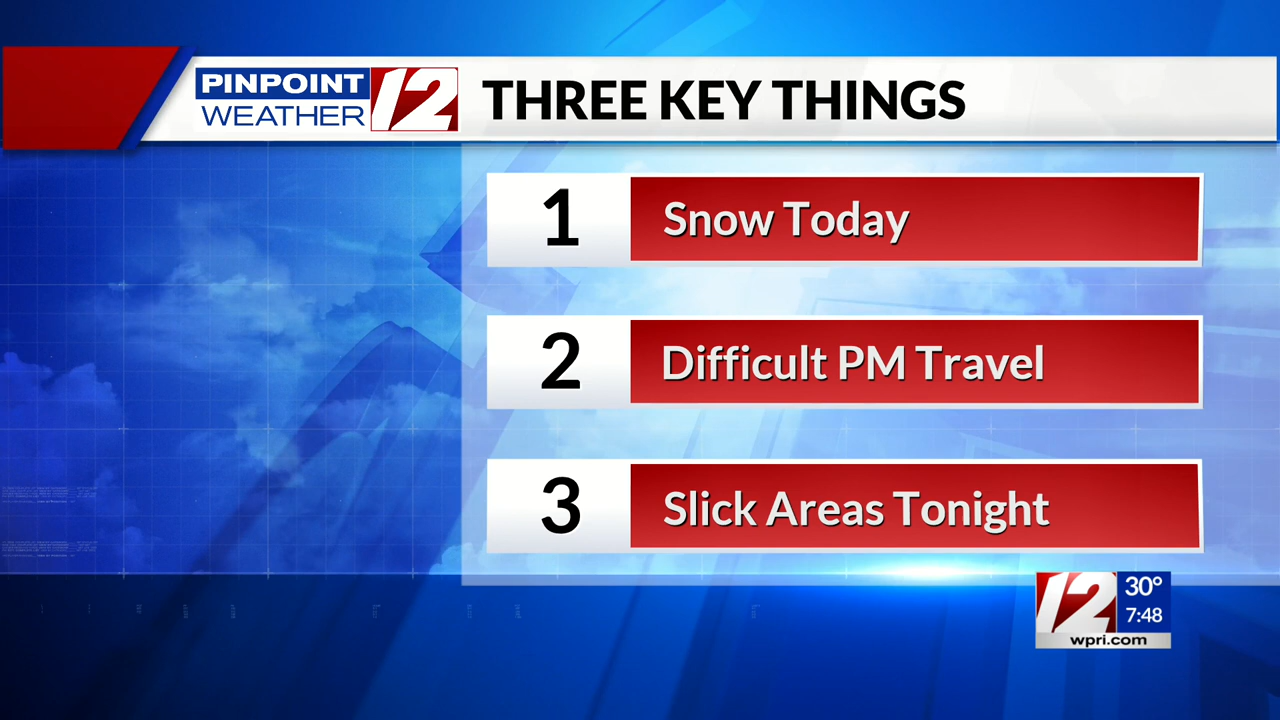 PINPOINT
WEATHER
12
THREE KEY THINGS
1
Snow Today
2
Difficult PM Travel
3
Slick Areas Tonight
12
30°
7:48
wpri.com